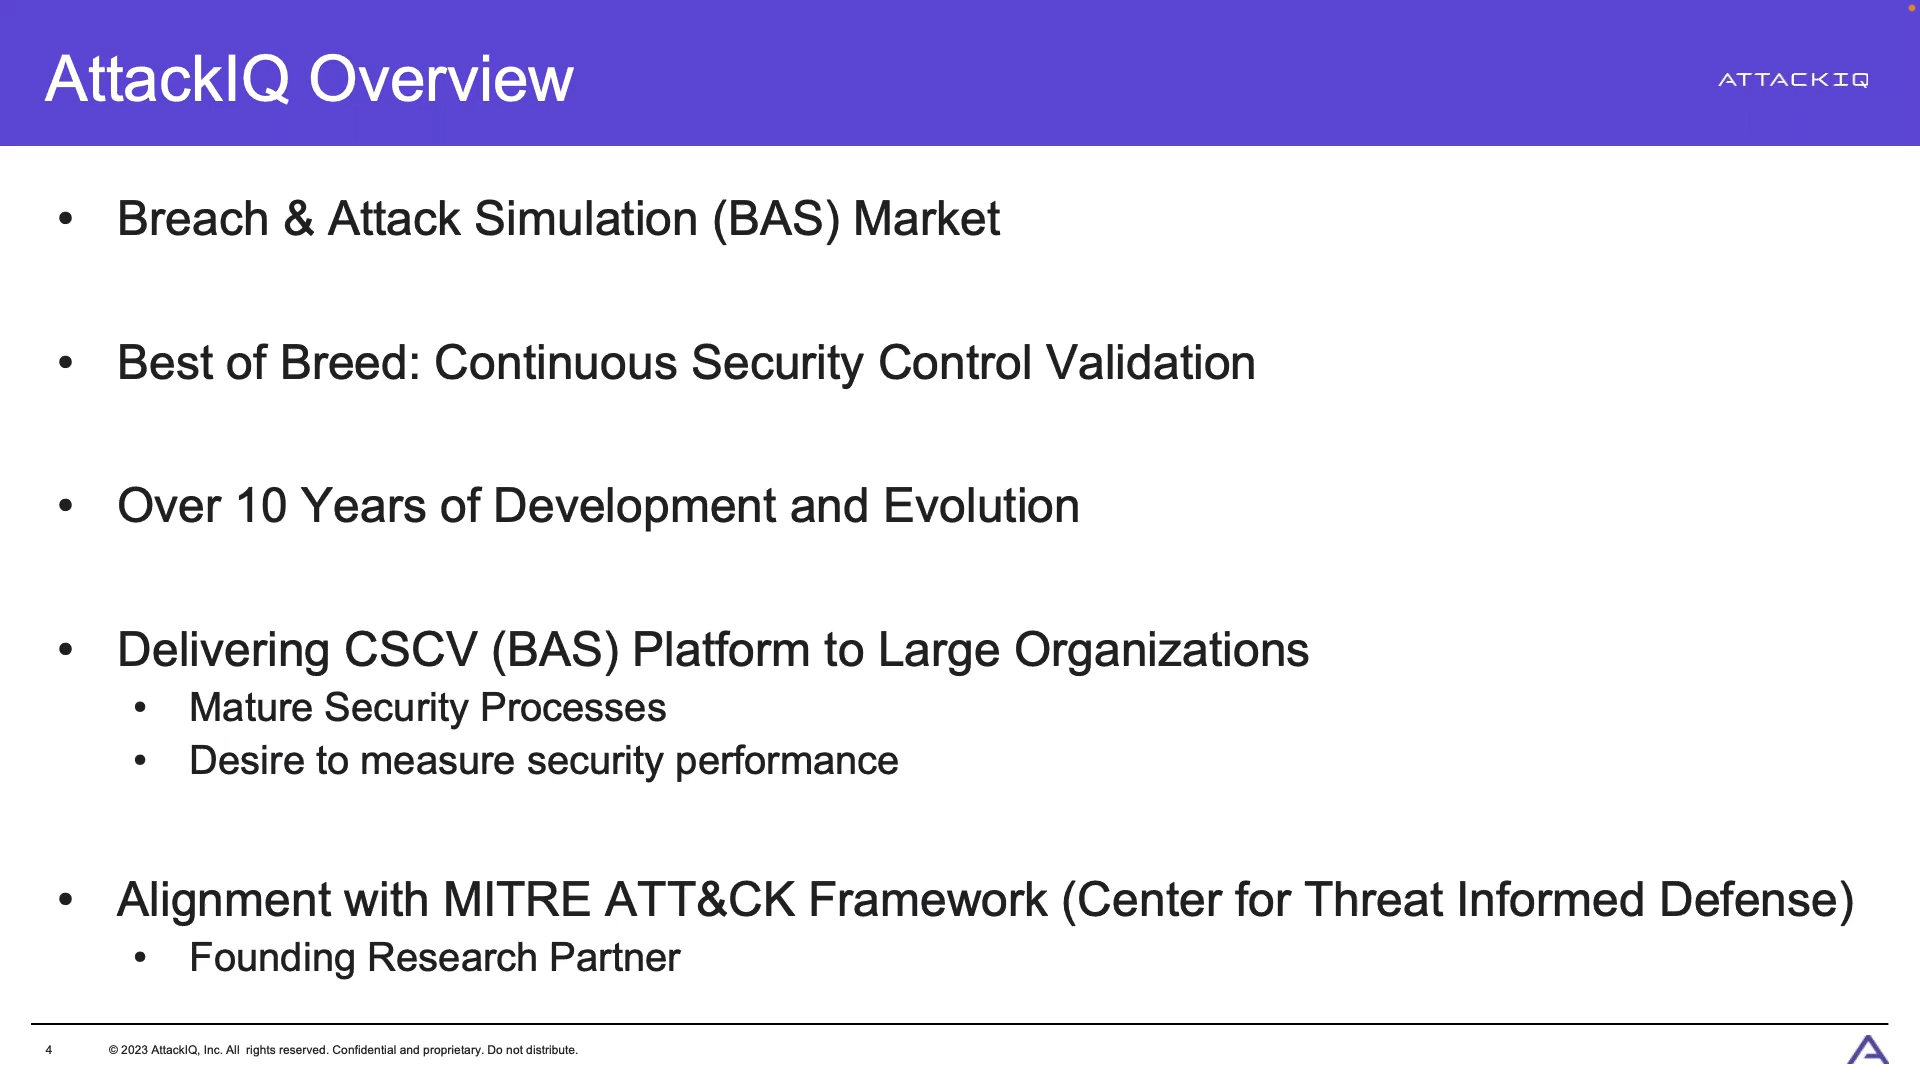 AttackIQ Overview
ATTACKIQ
• Breach & Attack Simulation (BAS) Market
• Best of Breed: Continuous Security Control Validation
• Over 10 Years of Development and Evolution
• Delivering CSCV (BAS) Platform to Large Organizations
• Mature Security Processes
• Desire to measure security performance
• Alignment with MITRE ATT&CK Framework (Center for Threat Informed Defense)
• Founding Research Partner
4 © 2023 AttackIQ, Inc. All rights reserved. Confidential and proprietary. Do not distribute.